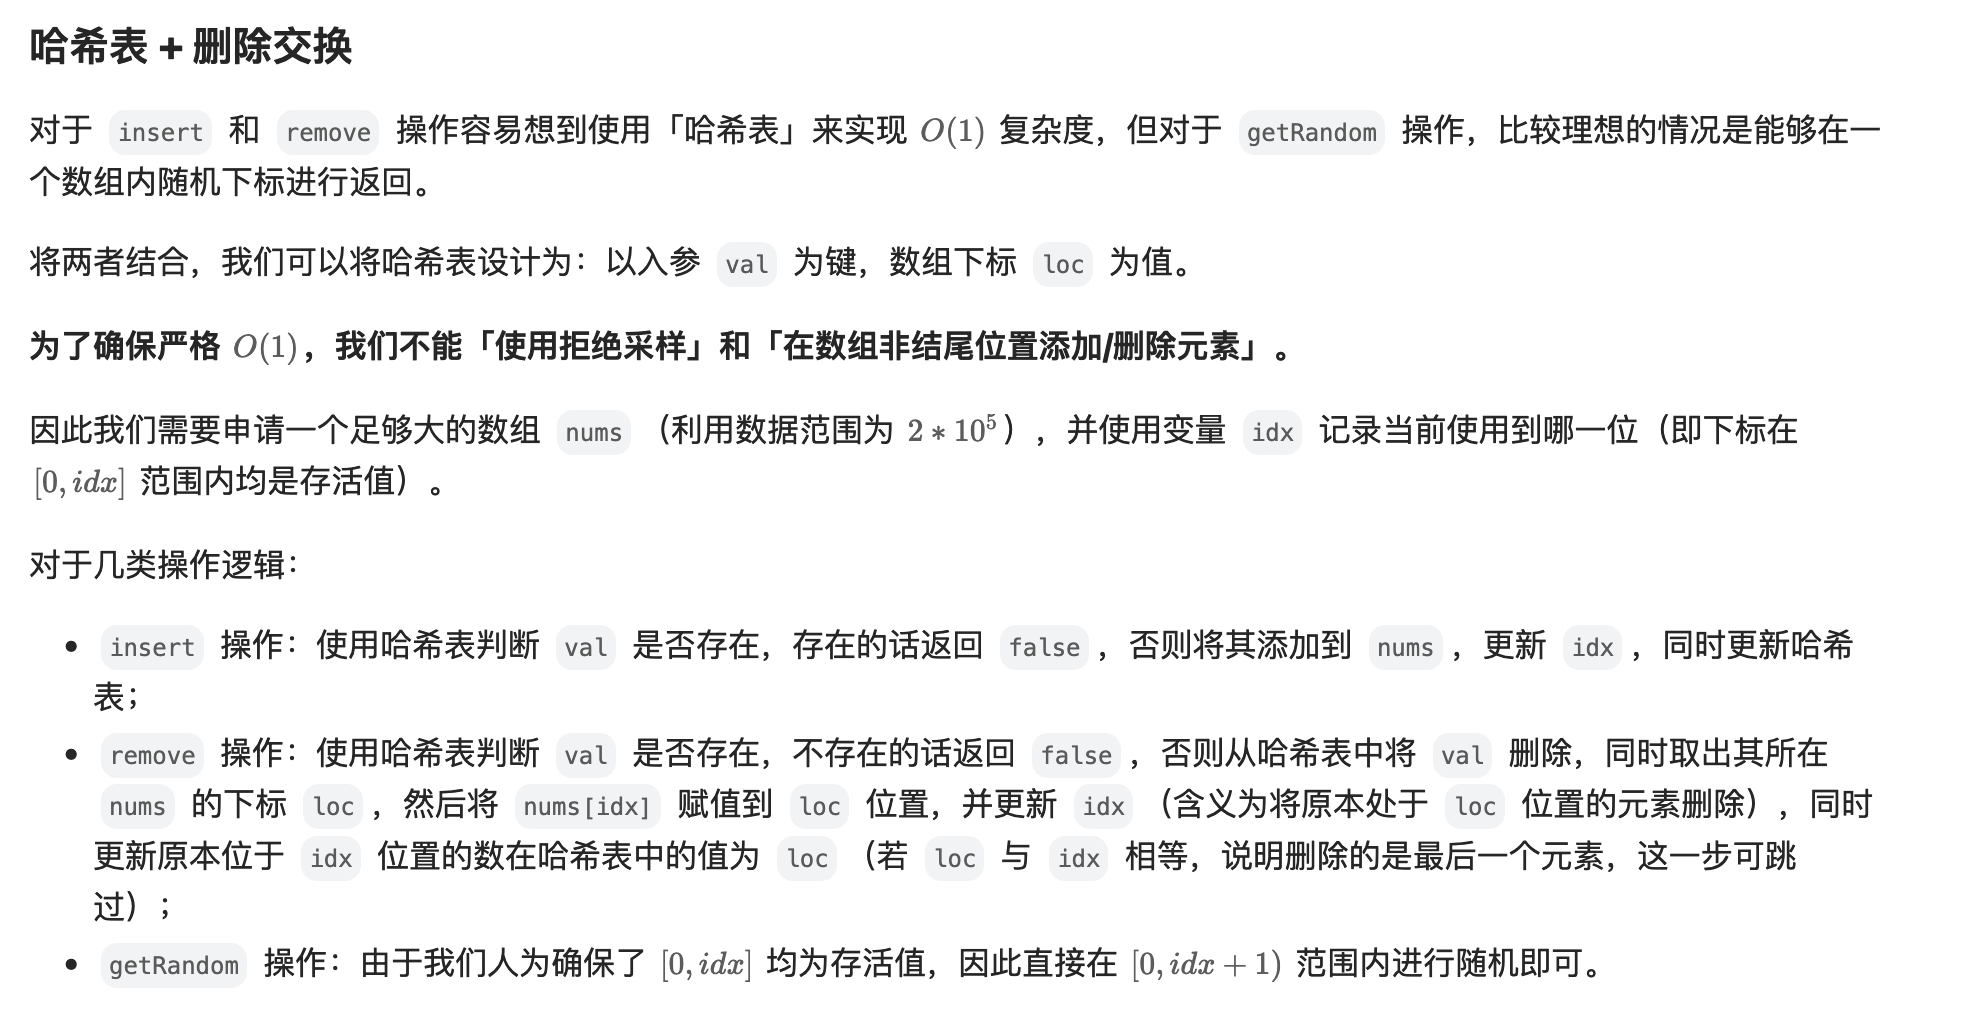 哈希表 + 删除交换
对于 insert 和 remove 操作容易想到使用「哈希表」来实现 O(1) 复杂度，但对于 getRandom 操作，比较理想的情况是能够在一
个数组内随机下标进行返回。
将两者结合，我们可以将哈希表设计为：以入参 val 为键，数组下标 loc 为值。
为了确保严格 O(1)，我们不能「使用拒绝采样」和「在数组非结尾位置添加/删除元素」。
因此我们需要申请一个足够大的数组 nums （利用数据范围为 2 * 10⁵），并使用变量 idx 记录当前使用到哪一位（即下标在
[0, idx] 范围内均是存活值）。
对于几类操作逻辑：
• insert 操作：使用哈希表判断 val 是否存在，存在的话返回 false ，否则将其添加到 nums ，更新 idx ，同时更新哈希
表；
• remove 操作：使用哈希表判断 val 是否存在，不存在的话返回 false ，否则从哈希表中将 val 删除，同时取出其所在
nums 的下标 loc ，然后将 nums[idx] 赋值到 loc 位置，并更新 idx （含义为将原本处于 loc 位置的元素删除），同时
更新原本位于 idx 位置的数在哈希表中的值为 loc （若 loc 与 idx 相等，说明删除的是最后一个元素，这一步可跳
过）；
• getRandom 操作：由于我们人为确保了 [0, idx] 均为存活值，因此直接在 [0, idx + 1) 范围内进行随机即可。